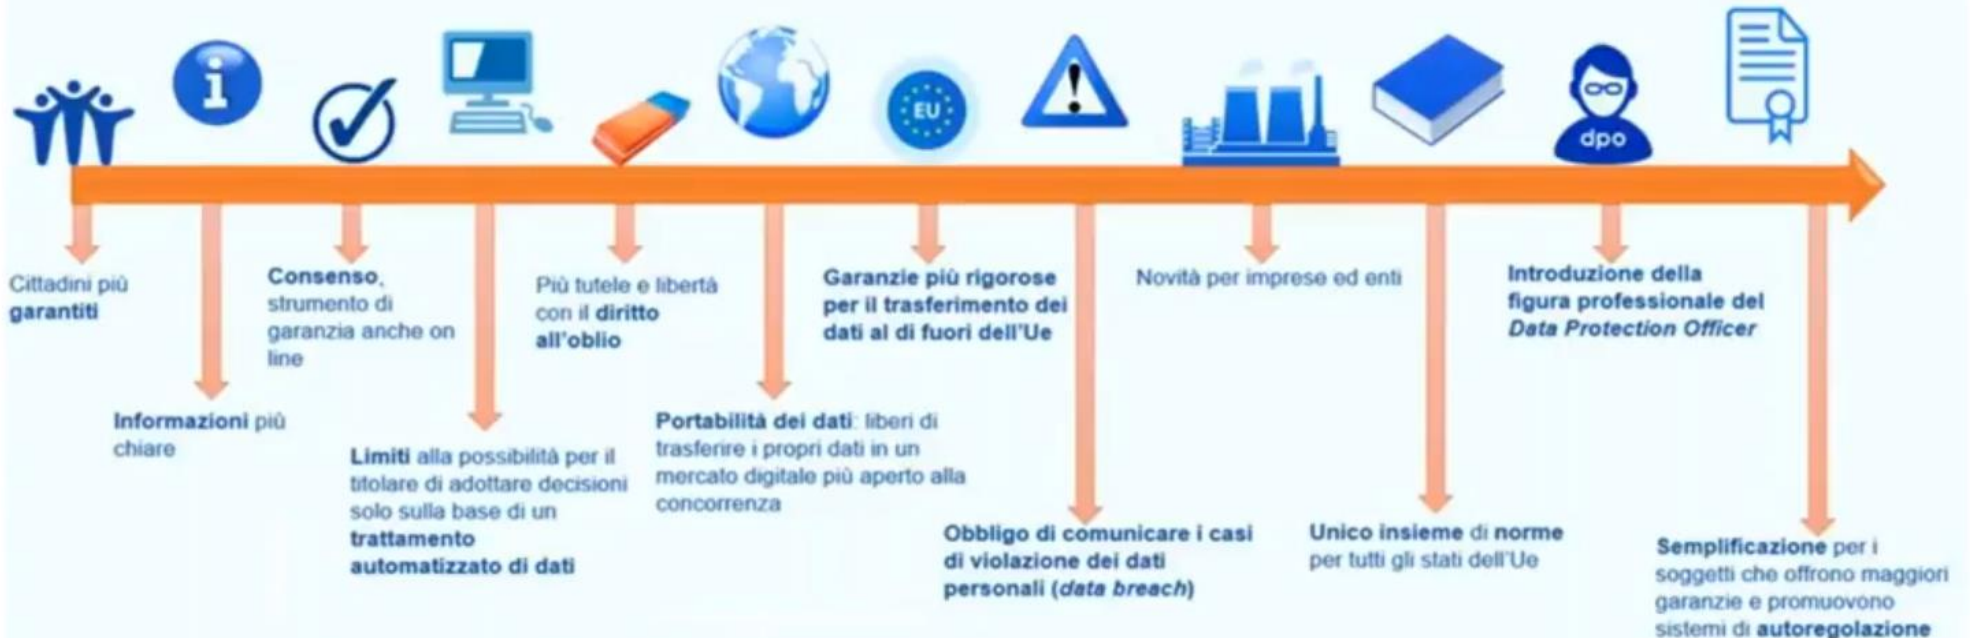 EU
dpo
Cittadini più
garantiti
Informazioni più
chiare
Consenso,
strumento di
garanzia anche on
line
Limiti alla possibilità per il
titolare di adottare decisioni
solo sulla base di un
trattamento
automatizzato di dati
Più tutele e libertà
con il diritto
all'oblio
Portabilità dei dati: liberi di
trasferire i propri dati in un
mercato digitale più aperto alla
concorrenza
Garanzie più rigorose
per il trasferimento dei
dati al di fuori dell'Ue
Obbligo di comunicare i casi
di violazione dei dati
personali (data breach)
Novità per imprese ed enti
Unico insieme di norme
per tutti gli stati dell'Ue
Introduzione della
figura professionale del
Data Protection Officer
Semplificazione per i
soggetti che offrono maggiori
garanzie e promuovono
sistemi di autoregolazione